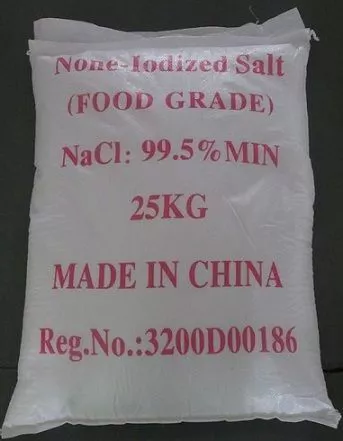 None-Iodized Salt
(FOOD GRADE)
NaCl: 99.5%MIN
25KG
MADE IN CHINA
Reg.No.:3200D00186